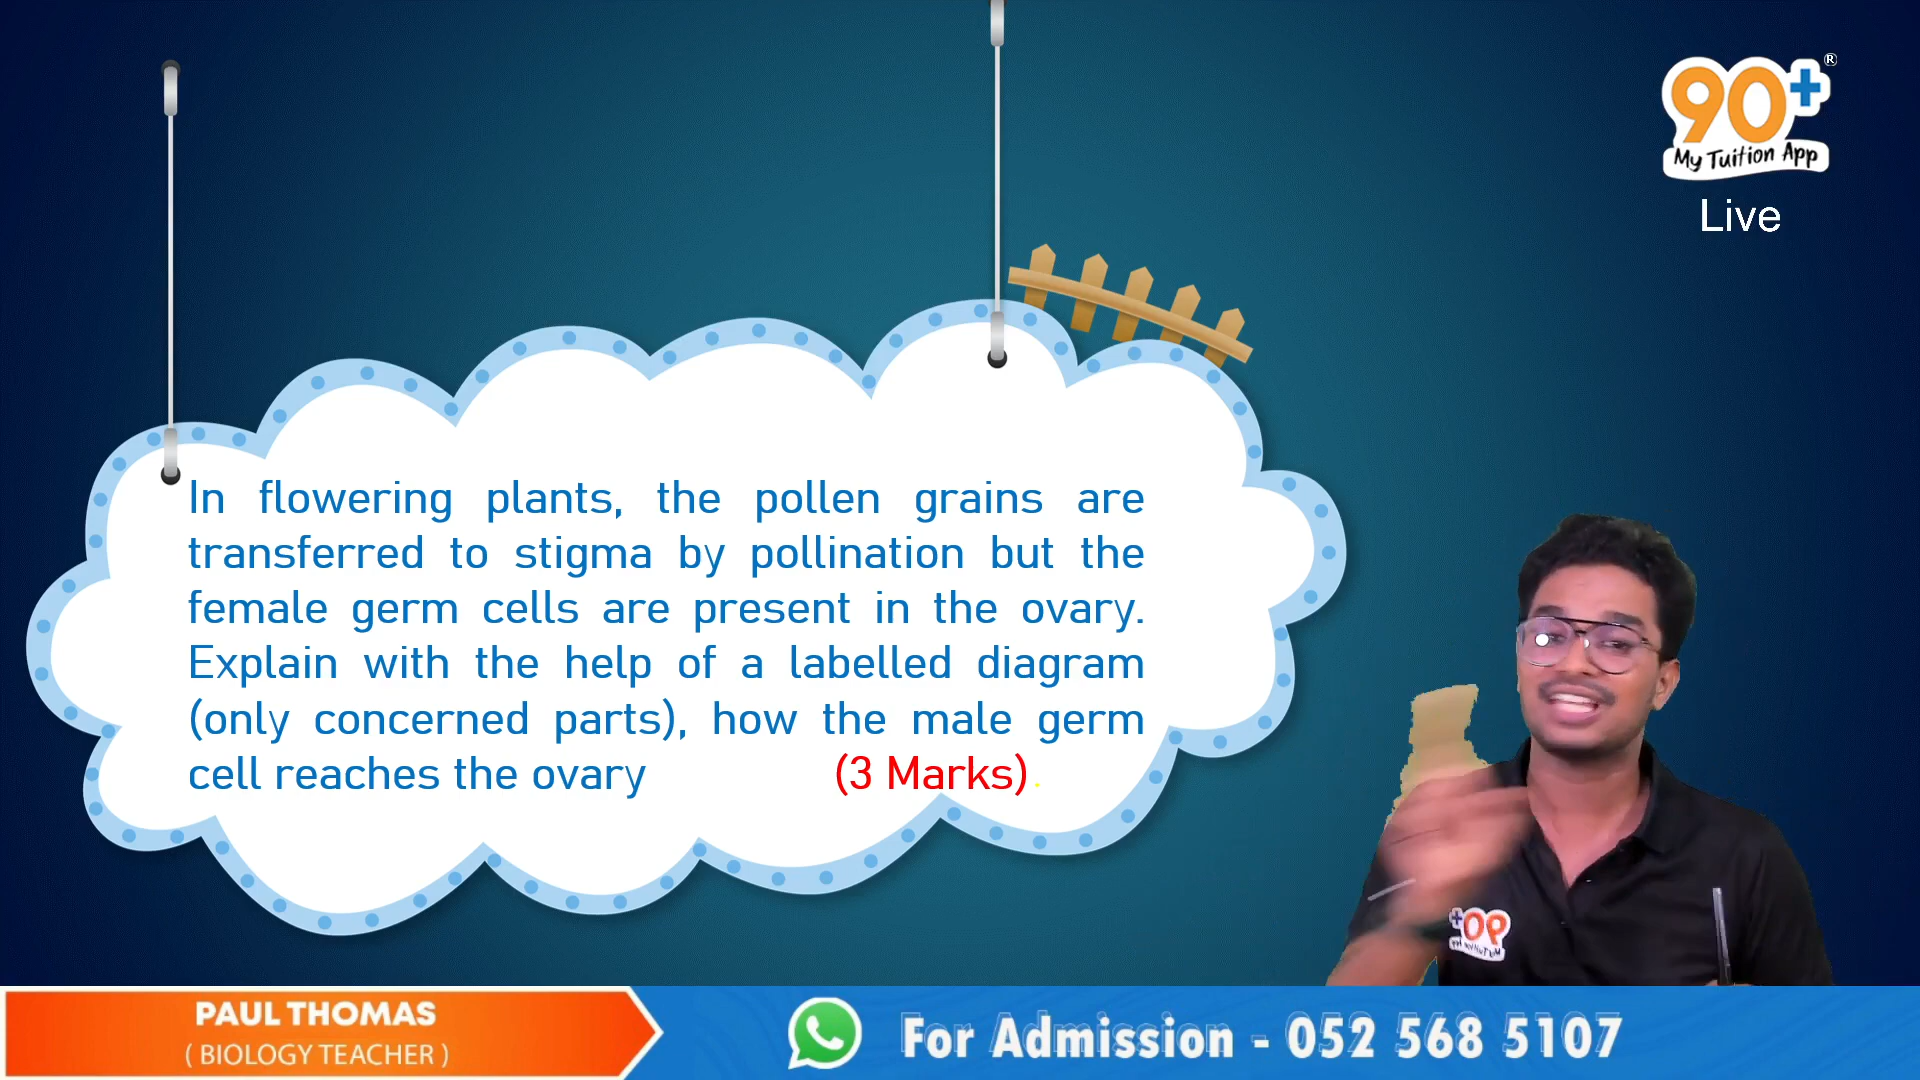 90+
®
My Tuition App
Live
In flowering plants, the pollen grains are
transferred to stigma by pollination but the
female germ cells are present in the ovary.
Explain with the help of a labelled diagram
(only concerned parts), how the male germ
cell reaches the ovary (3 Marks)
PAUL THOMAS
( BIOLOGY TEACHER )
For Admission - 052 568 5107